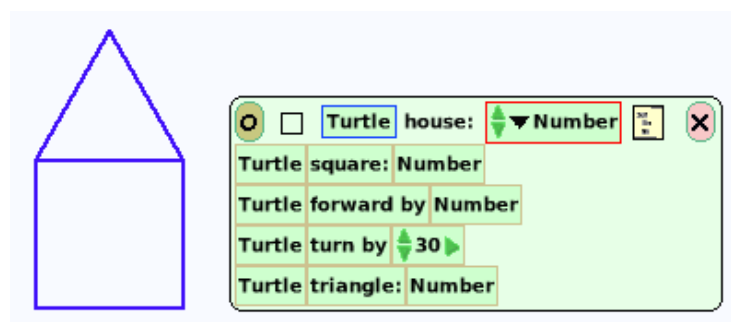 Turtle house: Number
Turtle square: Number
Turtle forward by Number
Turtle turn by 30
Turtle triangle: Number